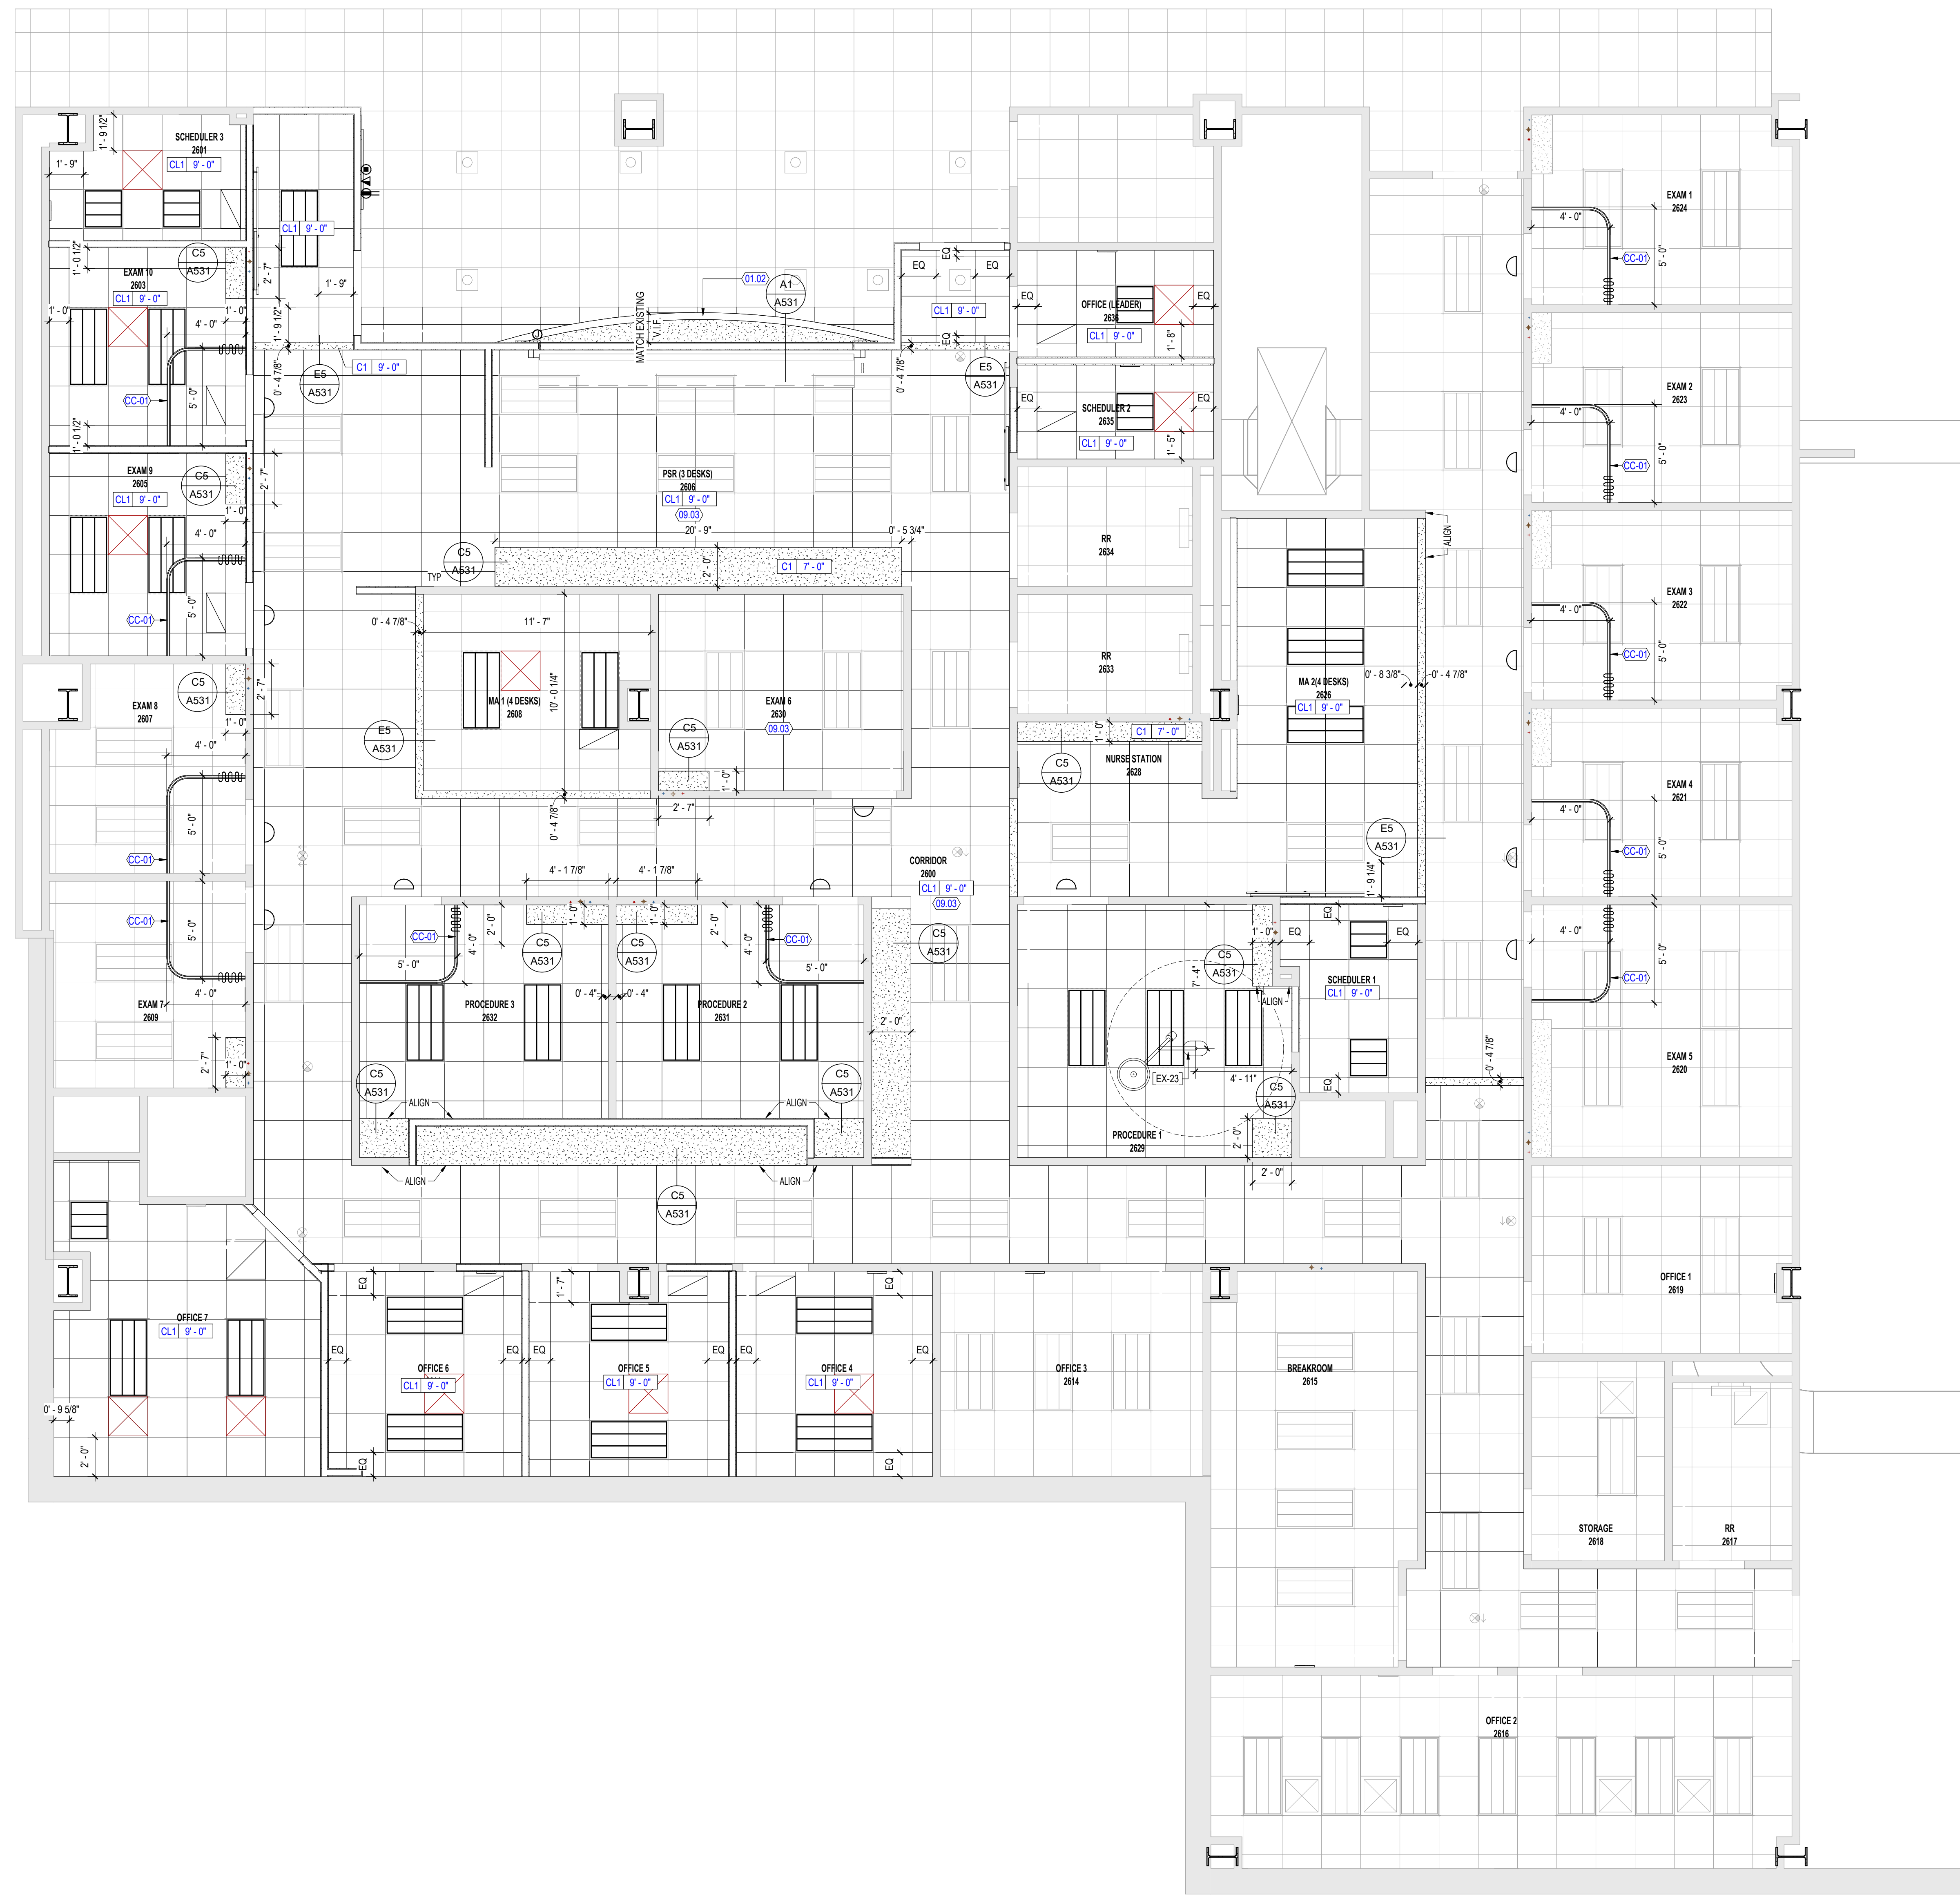 SCHEDULER 3
2601
CL1 9' - 0"
1' - 9 1/2"
1' - 9"
CL1 9' - 0"
1' - 0 1/2"
C5
A531
EXAM 10
2603
CL1 9' - 0"
2' - 7"
1' - 9"
1' - 0"
1' - 0"
4' - 0"
1' - 9 1/2"
0' - 4 7/8"
CC-01
5' - 0"
1' - 0 1/2"
E5
A531
C1 9' - 0"
MATCH EXISTING
V.I.F.
01.02
A1
A531
J
EQ
EQ
EQ
CL1 9' - 0"
EQ
0' - 4 7/8"
E5
A531
EQ
OFFICE (LEADER)
2636
CL1 9' - 0"
EQ
1' - 8"
EQ
SCHEDULER 2
2635
CL1 9' - 0"
EQ
1' - 5"
EXAM 1
2624
4' - 0"
CC-01
5' - 0"
EXAM 2
2623
4' - 0"
CC-01
5' - 0"
EXAM 9
2605
CL1 9' - 0"
C5
A531
2' - 7"
1' - 0"
4' - 0"
CC-01
5' - 0"
PSR (3 DESKS)
2606
CL1 9' - 0"
09.03
20' - 9"
0' - 5 3/4"
C5
A531
TYP
2' - 0"
C1 7' - 0"
RR
2634
ALIGN
EXAM 3
2622
4' - 0"
CC-01
5' - 0"
0' - 4 7/8"
11' - 7"
10' - 0 1/4"
MA 1 (4 DESKS)
2608
E5
A531
0' - 4 7/8"
EXAM 6
2630
09.03
C5
A531
1' - 0"
2' - 7"
RR
2633
MA 2(4 DESKS)
2626
CL1 9' - 0"
0' - 8 3/8"
0' - 4 7/8"
1' - 0"
C1 7' - 0"
C5
A531
NURSE STATION
2628
E5
A531
1' - 9 1/4"
EXAM 4
2621
4' - 0"
CC-01
5' - 0"
EXAM 8
2607
C5
A531
2' - 7"
1' - 0"
4' - 0"
5' - 0"
CC-01
CC-01
5' - 0"
4' - 0"
EXAM 7
2609
2' - 7"
1' - 0"
4' - 1 7/8"
4' - 1 7/8"
CORRIDOR
2600
CL1 9' - 0"
09.03
C5
A531
2' - 0"
CC-01
4' - 0"
2' - 0"
1' - 0"
C5
A531
5' - 0"
1' - 0"
C5
A531
2' - 0"
4' - 0"
CC-01
5' - 0"
PROCEDURE 3
2632
0' - 4"
0' - 4"
PROCEDURE 2
2631
C5
A531
ALIGN
ALIGN
C5
A531
ALIGN
ALIGN
C5
A531
1' - 0"
EQ
EQ
EQ
C5
A531
7' - 4"
ALIGN
SCHEDULER 1
CL1 9' - 0"
EX-23
4' - 11"
EQ
C5
A531
PROCEDURE 1
2629
2' - 0"
2' - 0"
0' - 4 7/8"
4' - 0"
5' - 0"
CC-01
EXAM 5
2620
OFFICE 1
2619
OFFICE 7
CL1 9' - 0"
0' - 9 5/8"
2' - 0"
EQ
EQ
EQ
OFFICE 6
CL1 9' - 0"
EQ
1' - 7"
EQ
EQ
OFFICE 5
CL1 9' - 0"
EQ
EQ
OFFICE 4
CL1 9' - 0"
EQ
EQ
OFFICE 3
2614
BREAKROOM
2615
STORAGE
2618
RR
2617
OFFICE 2
2616